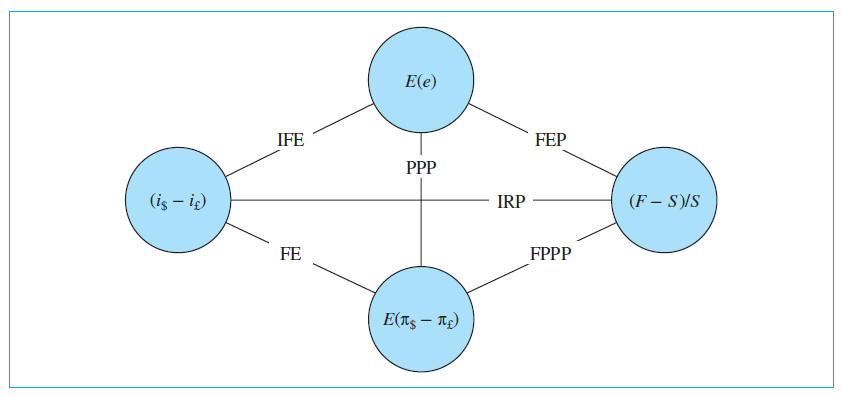 E(e)
IFE
FEP
PPP
(i$ – i£)
IRP
(F – S)/S
FE
FPPP
E(π$ – π£)